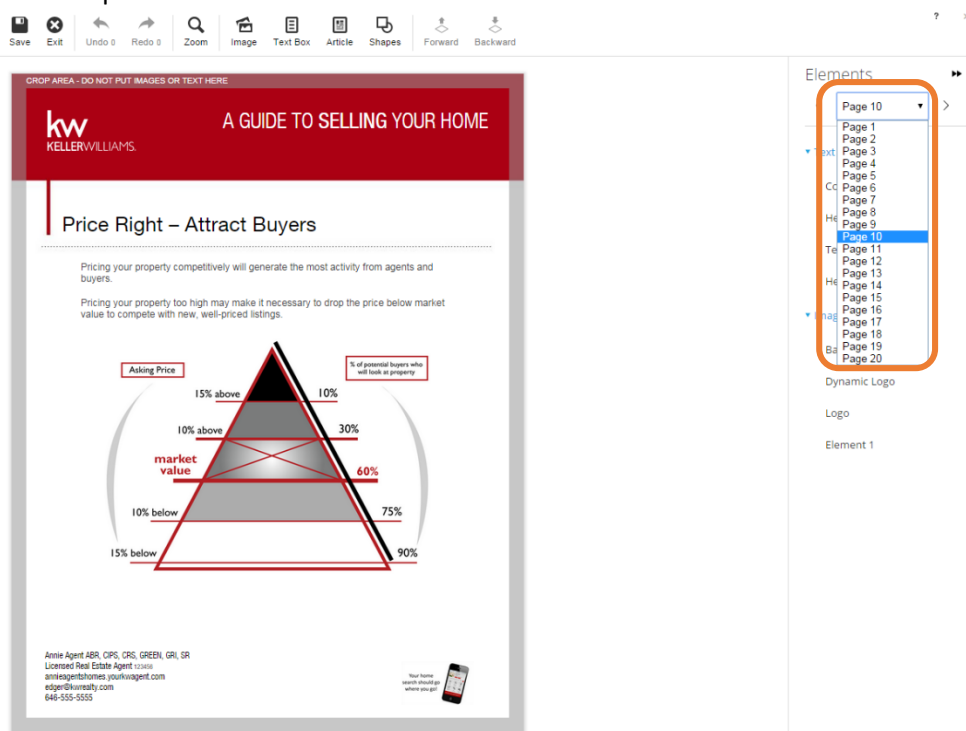 ?
Save Exit Undo 0 Redo 0 Zoom Image Text Box Article Shapes Forward Backward
CROP AREA - DO NOT PUT IMAGES OR TEXT HERE
kw
KELLERWILLIAMS.
A GUIDE TO SELLING YOUR HOME
Price Right – Attract Buyers
Pricing your property competitively will generate the most activity from agents and
buyers.
Pricing your property too high may make it necessary to drop the price below market
value to compete with new, well-priced listings.
Asking Price
% of potential buyers who
will look at property
15% above 10%
10% above 30%
market
value 60%
10% below 75%
15% below 90%
Annie Agent ABR, CIPS, CRS, GREEN, GRI, SR
Licensed Real Estate Agent 123456
annieagentshomes.yourkwagent.com
edger@kwrealty.com
646-555-5555
Your home
search should go
where you go!
Elements
Page 10
Page 1
Page 2
Text Page 3
Page 4
Page 5
Co Page 6
Page 7
He Page 8
Page 9
Page 10
Te Page 11
Page 12
Page 13
He Page 14
Page 15
Page 16
Imag Page 17
Page 18
Ba Page 19
Page 20
Dynamic Logo
Logo
Element 1